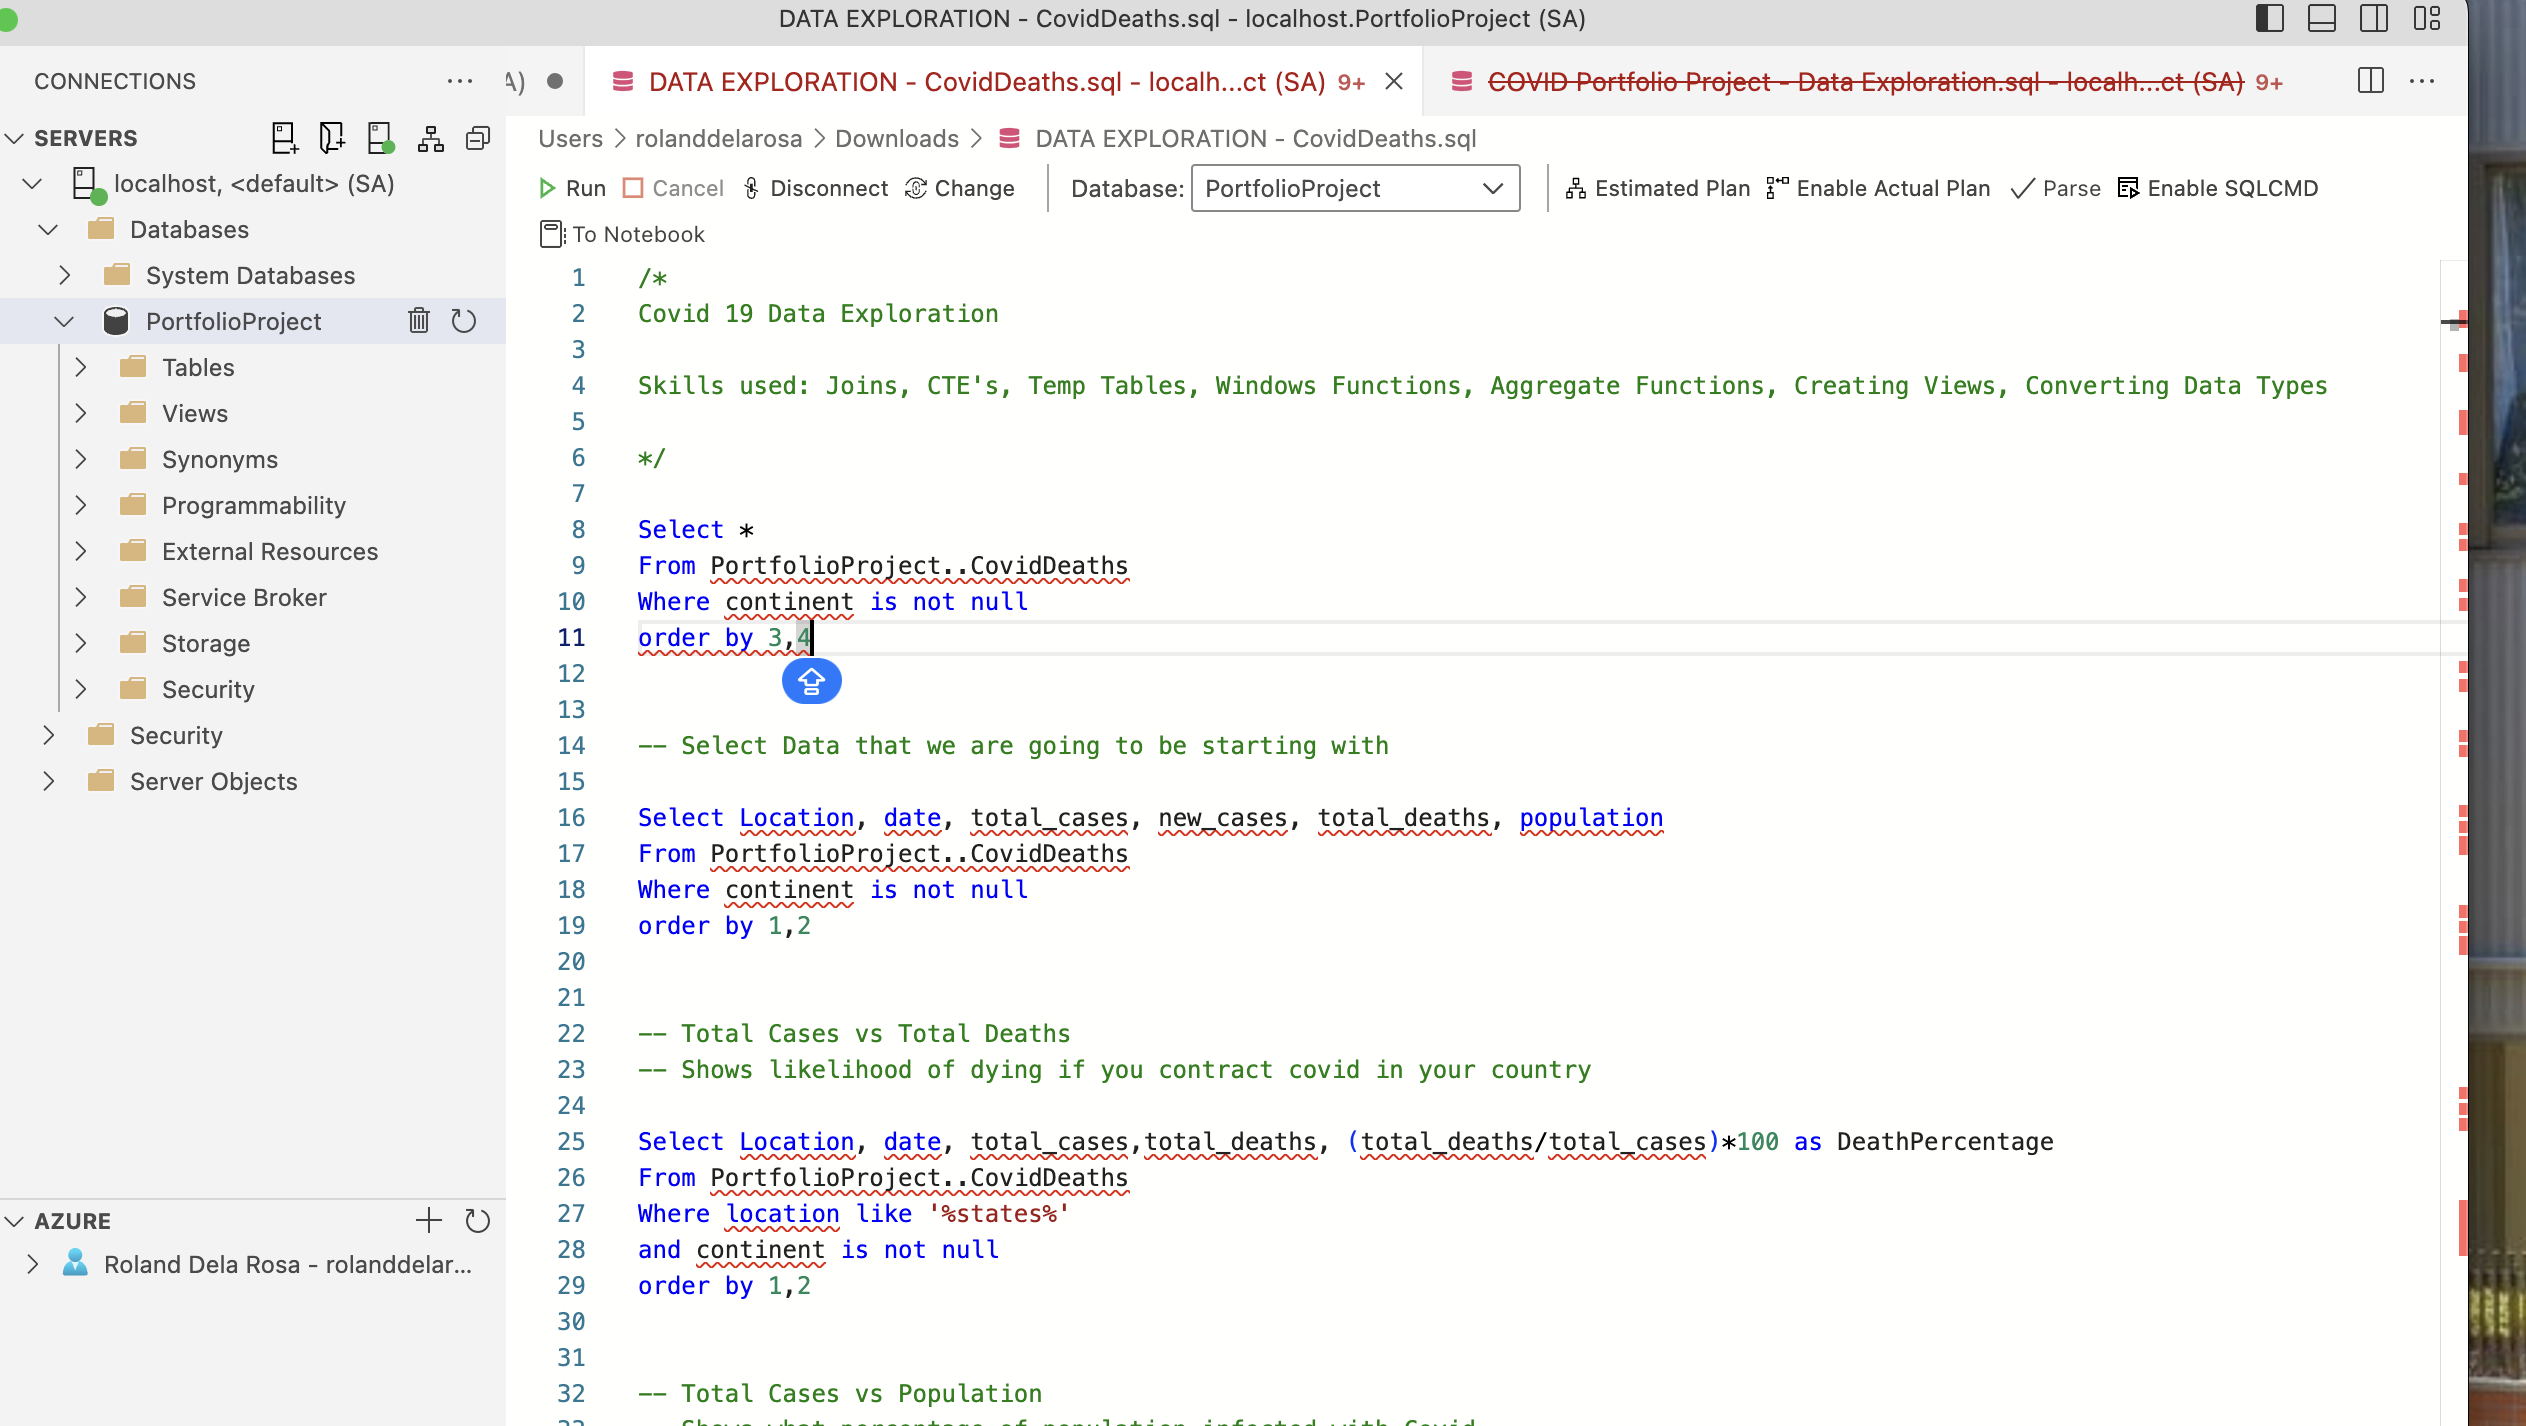 DATA EXPLORATION - CovidDeaths.sql - localhost.PortfolioProject (SA)
CONNECTIONS
A)
DATA EXPLORATION - CovidDeaths.sql - localh...ct (SA) 9+
COVID Portfolio Project - Data Exploration.sql - localh...ct (SA) 9+
SERVERS
localhost, <default> (SA)
Databases
System Databases
PortfolioProject
Tables
Views
Synonyms
Programmability
External Resources
Service Broker
Storage
Security
Security
Server Objects
AZURE
Roland Dela Rosa - rolanddelar...
Users > rolanddelarosa > Downloads > DATA EXPLORATION - CovidDeaths.sql
Run Cancel Disconnect Change Database: PortfolioProject Estimated Plan Enable Actual Plan Parse Enable SQLCMD
To Notebook
1 /*
2 Covid 19 Data Exploration
3
4 Skills used: Joins, CTE's, Temp Tables, Windows Functions, Aggregate Functions, Creating Views, Converting Data Types
5
6 */
7
8 Select *
9 From PortfolioProject..CovidDeaths
10 Where continent is not null
11 order by 3,4
12
13
14 -- Select Data that we are going to be starting with
15
16 Select Location, date, total_cases, new_cases, total_deaths, population
17 From PortfolioProject..CovidDeaths
18 Where continent is not null
19 order by 1,2
20
21
22 -- Total Cases vs Total Deaths
23 -- Shows likelihood of dying if you contract covid in your country
24
25 Select Location, date, total_cases,total_deaths, (total_deaths/total_cases)*100 as DeathPercentage
26 From PortfolioProject..CovidDeaths
27 Where location like '%states%'
28 and continent is not null
29 order by 1,2
30
31
32 -- Total Cases vs Population
33 -- Shows what percentage of population infected with Covid